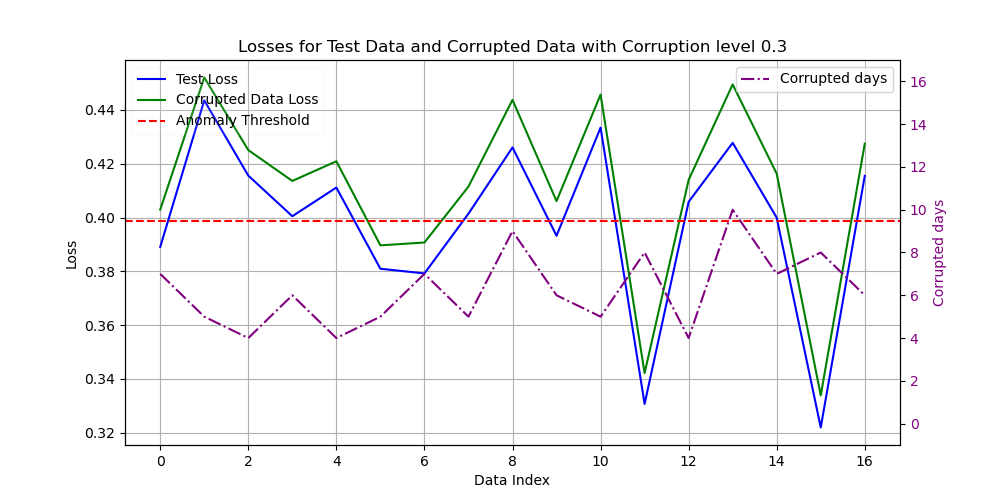 Losses for Test Data and Corrupted Data with Corruption level 0.3
Test Loss
Corrupted Data Loss
Anomaly Threshold
Corrupted days
Loss
0.44
0.42
0.40
0.38
0.36
0.34
0.32
16
14
12
10
8
6
4
2
0
Corrupted days
0 2 4 6 8 10 12 14 16
Data Index